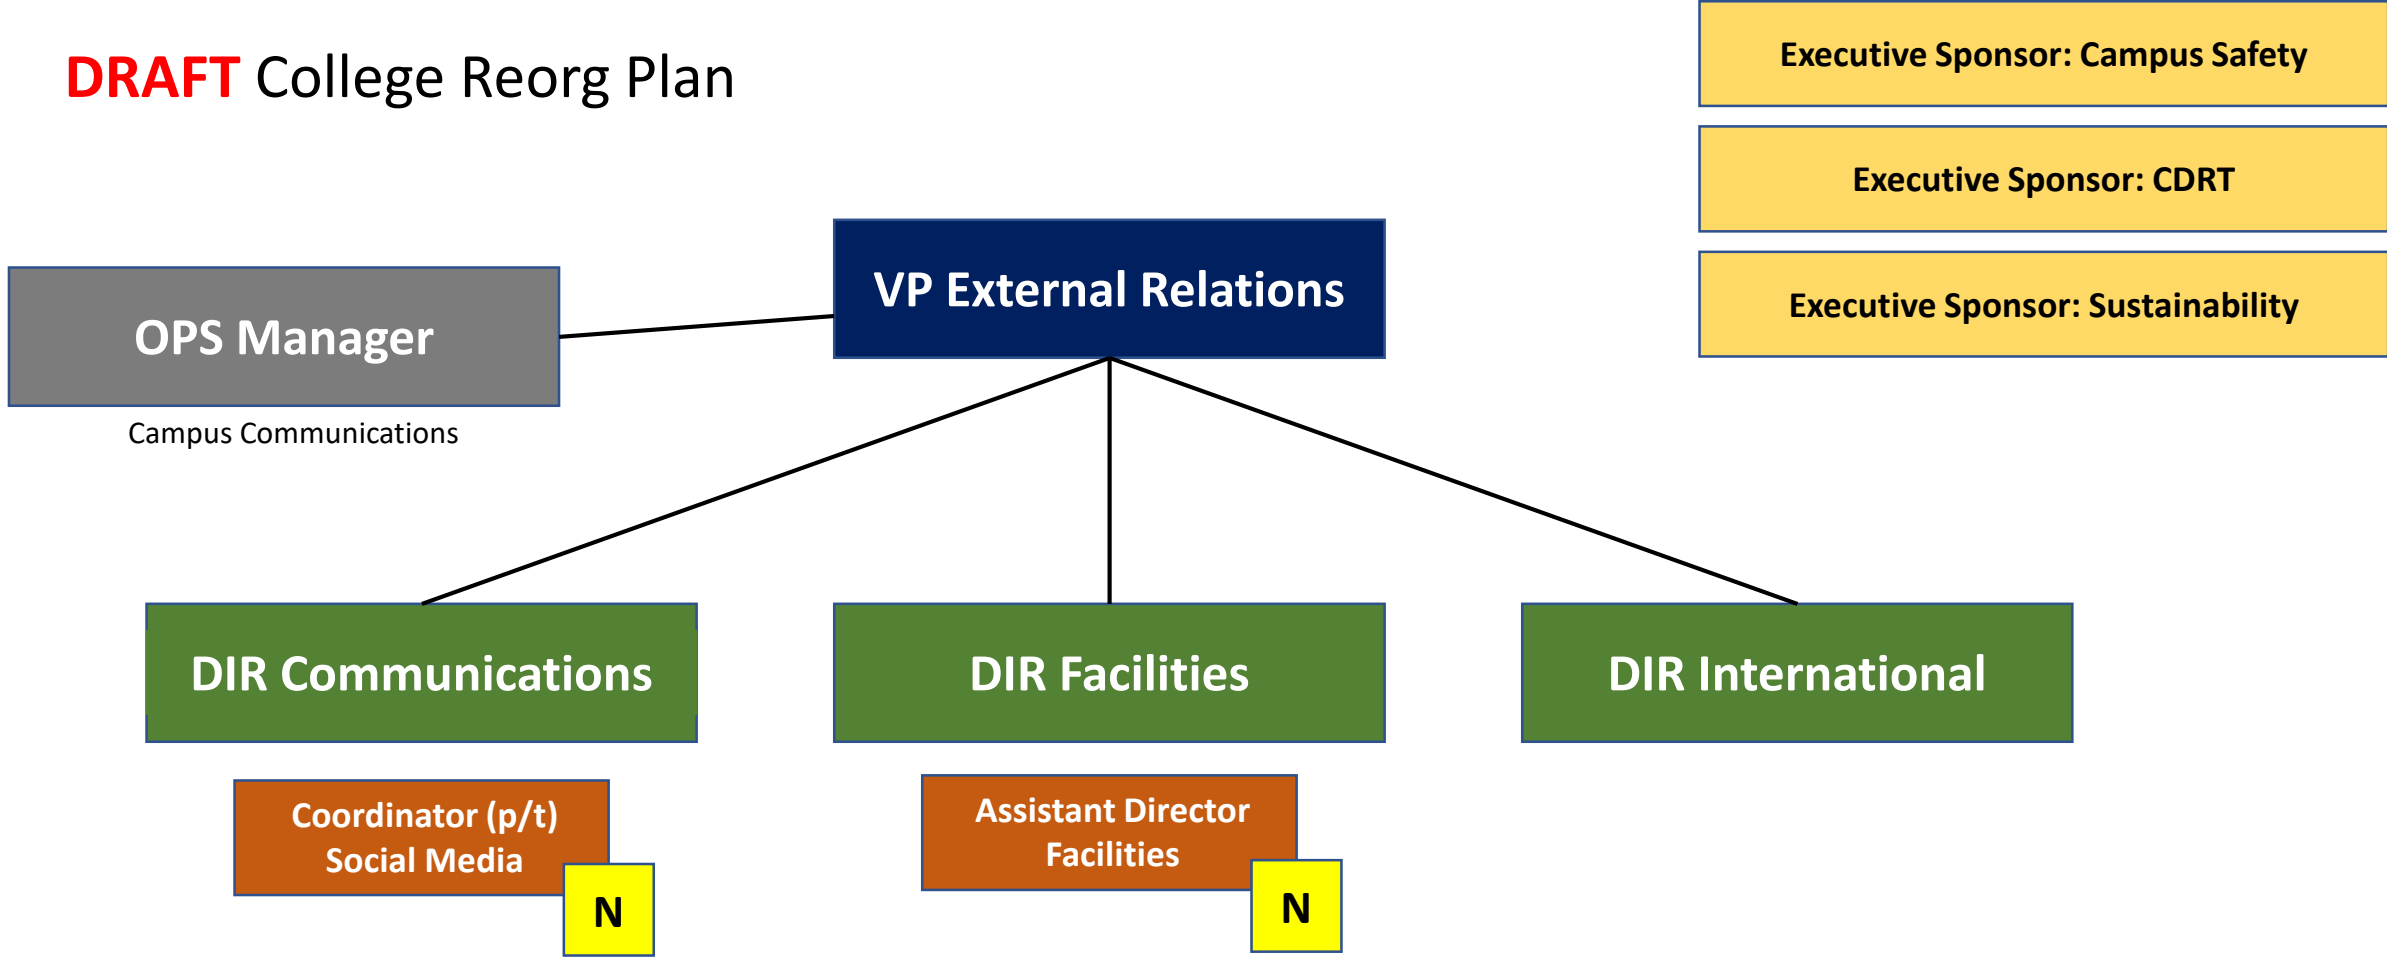 DRAFT College Reorg Plan
Executive Sponsor: Campus Safety
Executive Sponsor: CDRT
Executive Sponsor: Sustainability
VP External Relations
OPS Manager
Campus Communications
DIR Communications
DIR Facilities
DIR International
Coordinator (p/t)
Social Media
N
Assistant Director
Facilities
N